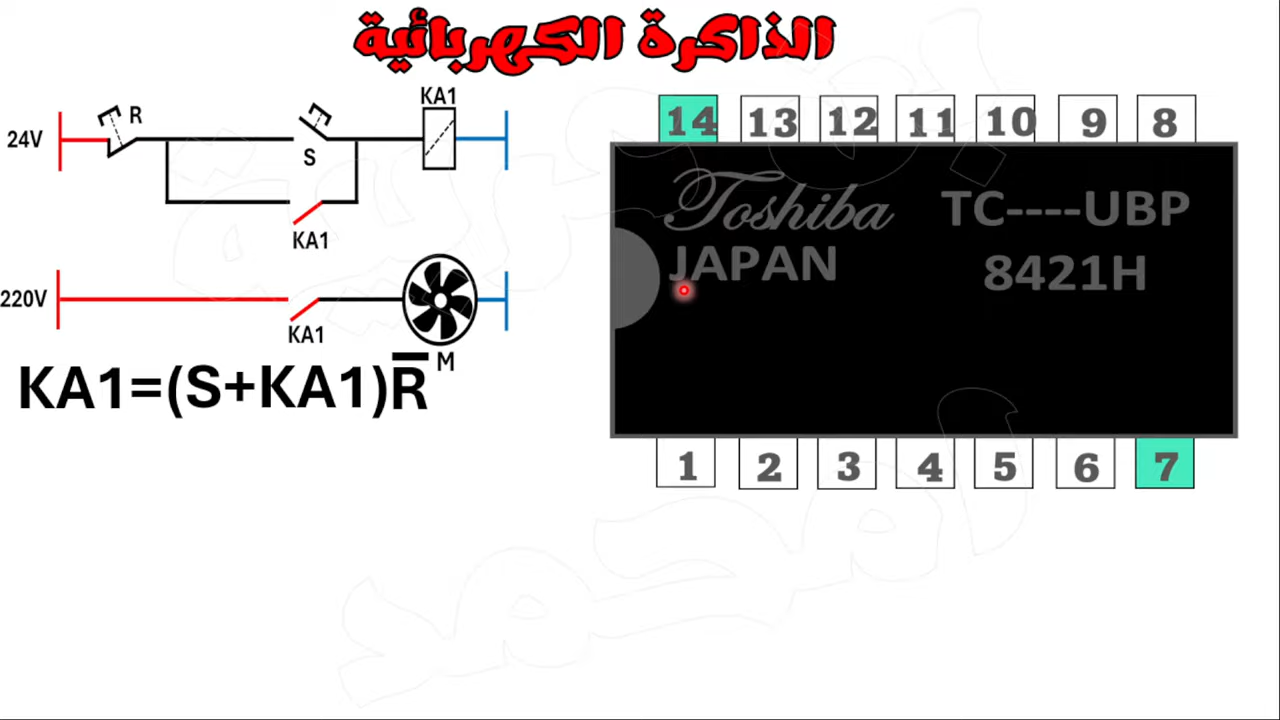 الذاكرة الكهربائية
24V
R
S
KA1
KA1
220V
KA1
M
KA1=(S+KA1)R̅
14 13 12 11 10 9 8
Toshiba TC----UBP
JAPAN 8421H
1 2 3 4 5 6 7